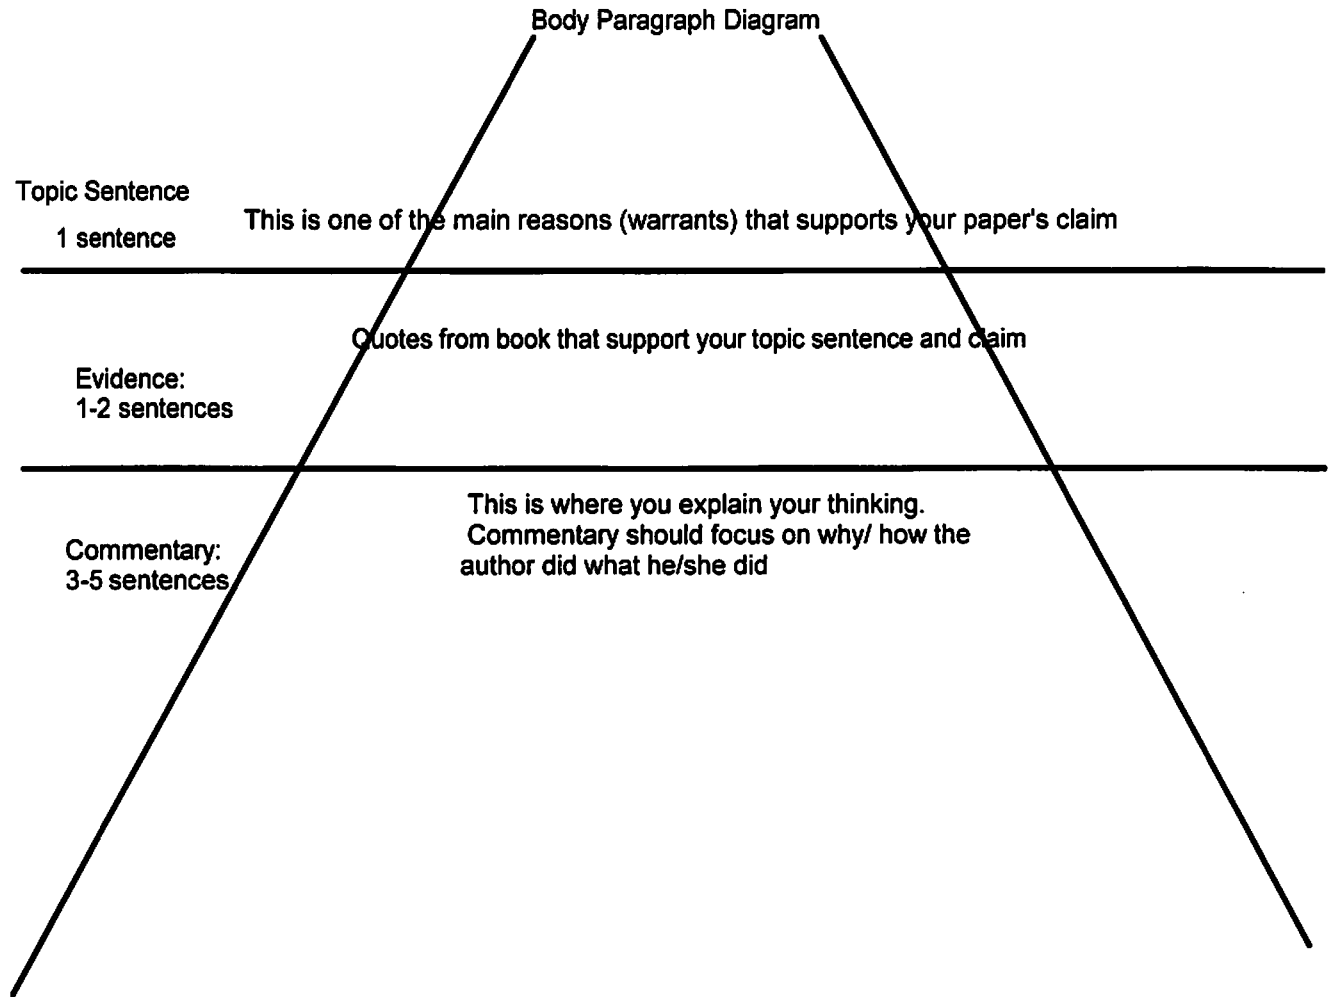 Body Paragraph Diagram
Topic Sentence
1 sentence
This is one of the main reasons (warrants) that supports your paper's claim
Quotes from book that support your topic sentence and claim
Evidence:
1-2 sentences
This is where you explain your thinking.
Commentary should focus on why/ how the
author did what he/she did
Commentary:
3-5 sentences